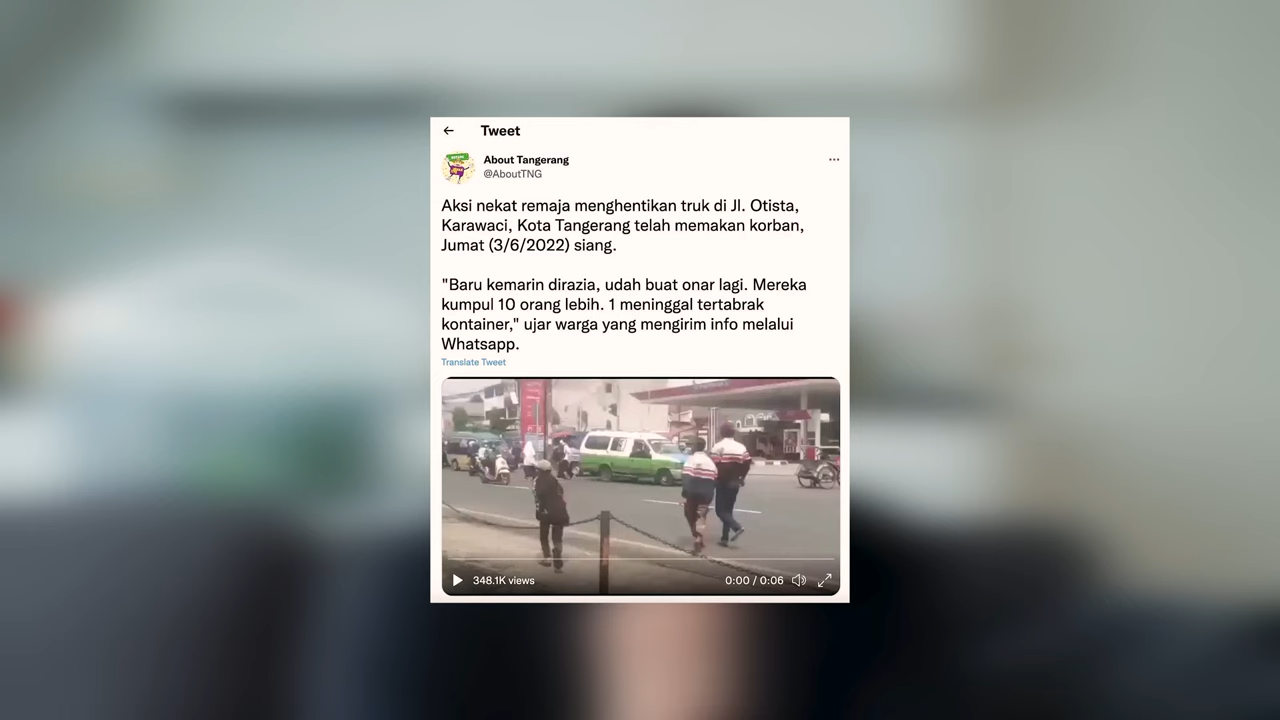 Tweet
About Tangerang
@AboutTNG
Aksi nekat remaja menghentikan truk di Jl. Otista,
Karawaci, Kota Tangerang telah memakan korban,
Jumat (3/6/2022) siang.
"Baru kemarin dirazia, udah buat onar lagi. Mereka
kumpul 10 orang lebih. 1 meninggal tertabrak
kontainer," ujar warga yang mengirim info melalui
Whatsapp.
Translate Tweet
348.1K views
0:00 / 0:06